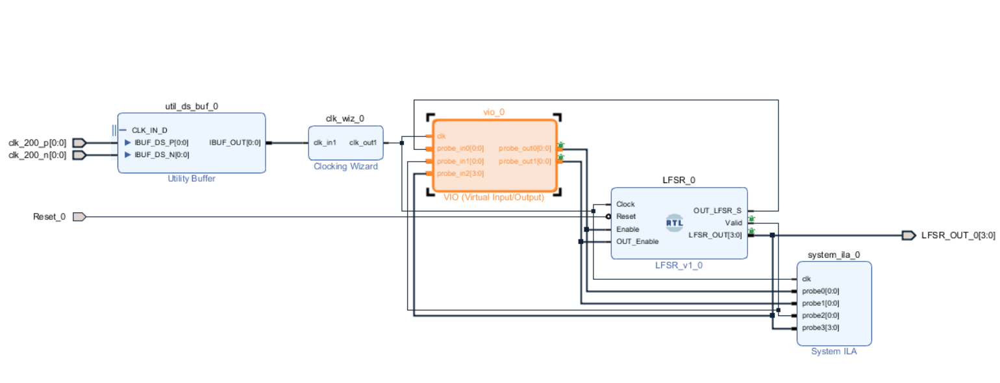 util_ds_buf_0
CLK_IN_D
clk_200_p[0:0]
IBUF_DS_P[0:0]
IBUF_OUT[0:0]
clk_200_n[0:0]
IBUF_DS_N[0:0]
Utility Buffer
clk_wiz_0
clk_in1
clk_out1
Clocking Wizard
vio_0
clk
probe_in0[0:0]
probe_out0[0:0]
probe_in1[0:0]
probe_out1[0:0]
probe_in2[3:0]
VIO (Virtual Input/Output)
Reset_0
LFSR_0
Clock
OUT_LFSR_S
Reset
RTL
Valid
Enable
LFSR_OUT[3:0]
OUT_Enable
LFSR_v1_0
LFSR_OUT_0[3:0]
system_ila_0
clk
probe0[0:0]
probe1[0:0]
probe2[0:0]
probe3[3:0]
System ILA